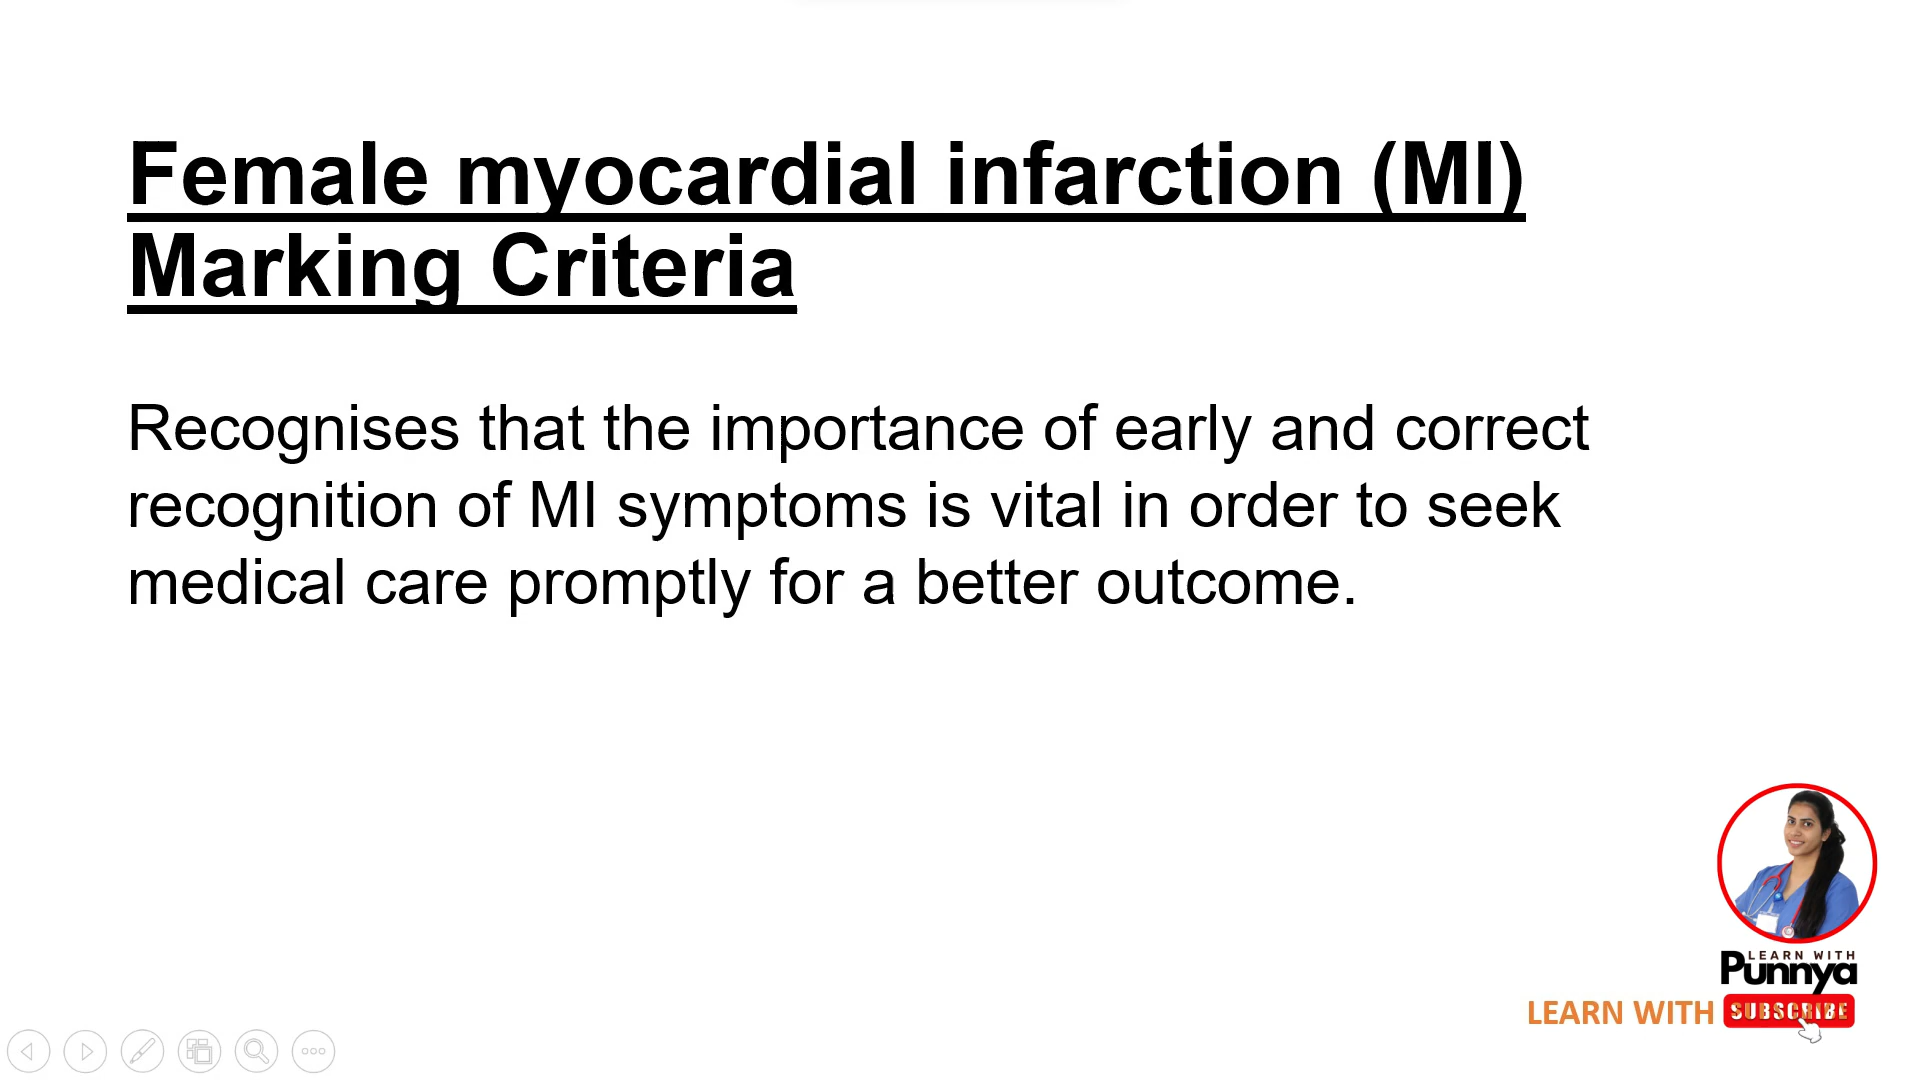 Female myocardial infarction (MI)
Marking Criteria
Recognises that the importance of early and correct
recognition of MI symptoms is vital in order to seek
medical care promptly for a better outcome.
LEARN WITH
Punnya
LEARN WITH
SUBSCRIBE